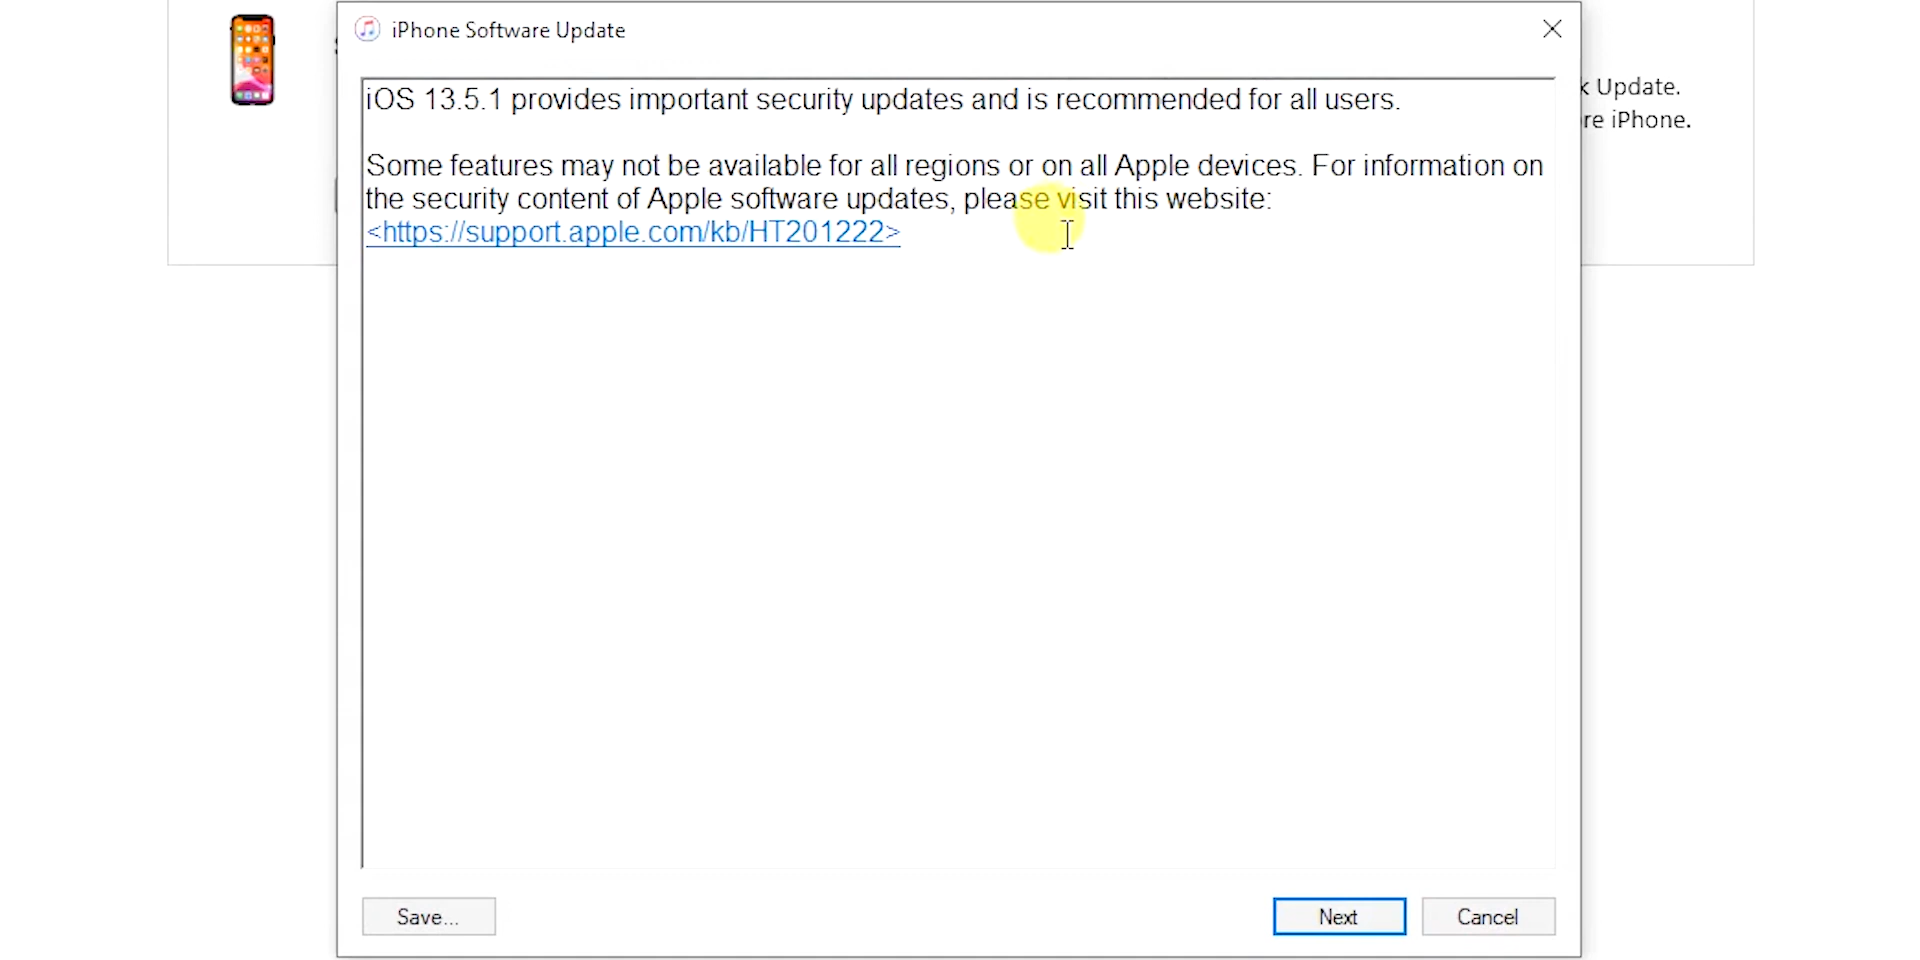 iPhone Software Update
iOS 13.5.1 provides important security updates and is recommended for all users.
Some features may not be available for all regions or on all Apple devices. For information on
the security content of Apple software updates, please visit this website:
<https://support.apple.com/kb/HT201222>
Update.
iPhone.
Save...
Next
Cancel